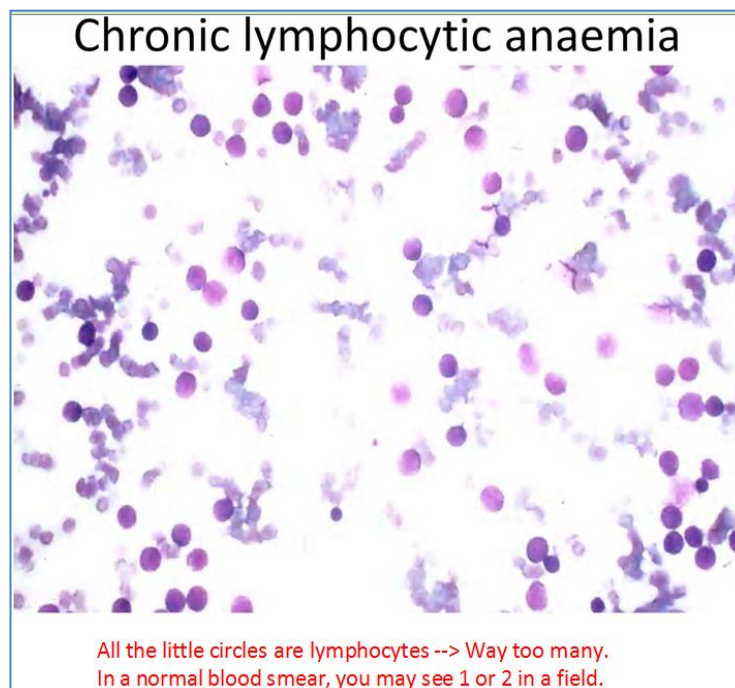 Chronic lymphocytic anaemia
All the little circles are lymphocytes --> Way too many.
In a normal blood smear, you may see 1 or 2 in a field.